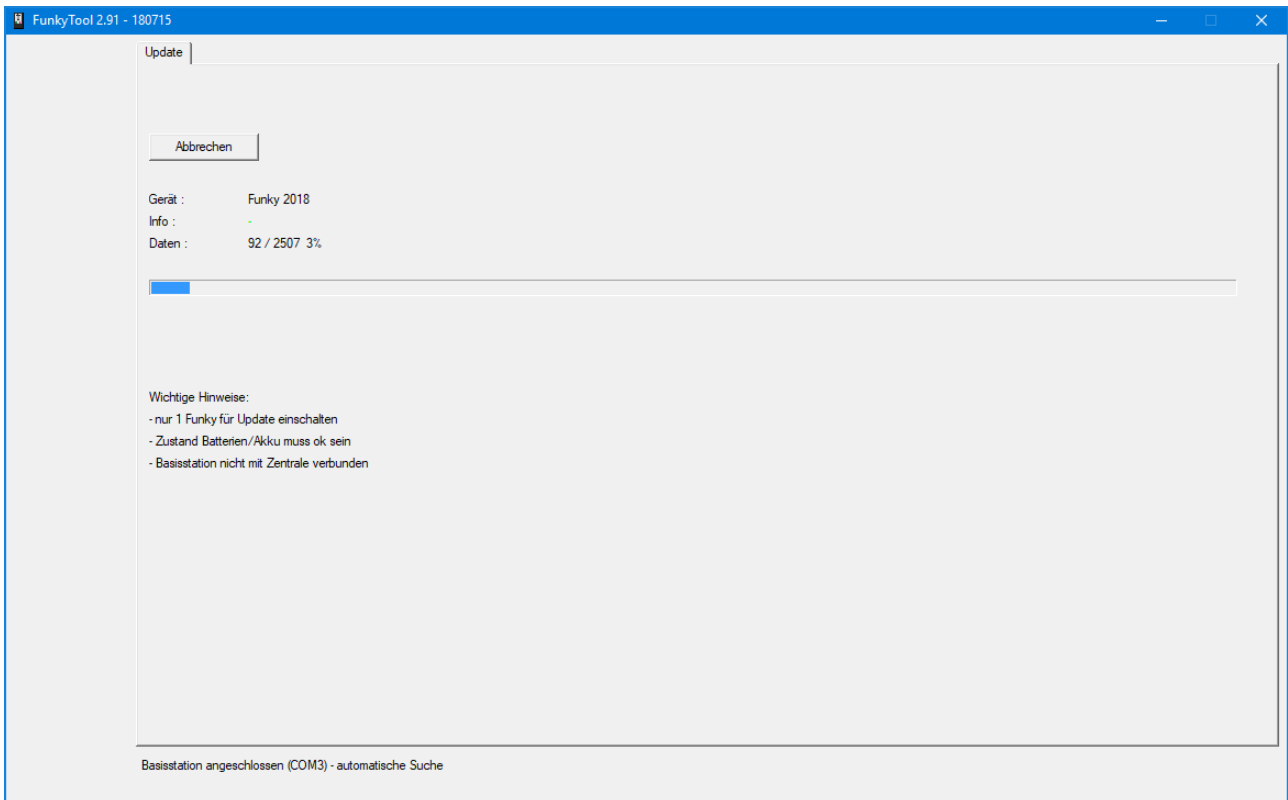 FunkyTool 2.91 - 180715
Update
Abbrechen
Gerät : Funky 2018
Info : -
Daten : 92 / 2507 3%
Wichtige Hinweise:
- nur 1 Funky für Update einschalten
- Zustand Batterien/Akku muss ok sein
- Basisstation nicht mit Zentrale verbunden
Basisstation angeschlossen (COM3) - automatische Suche